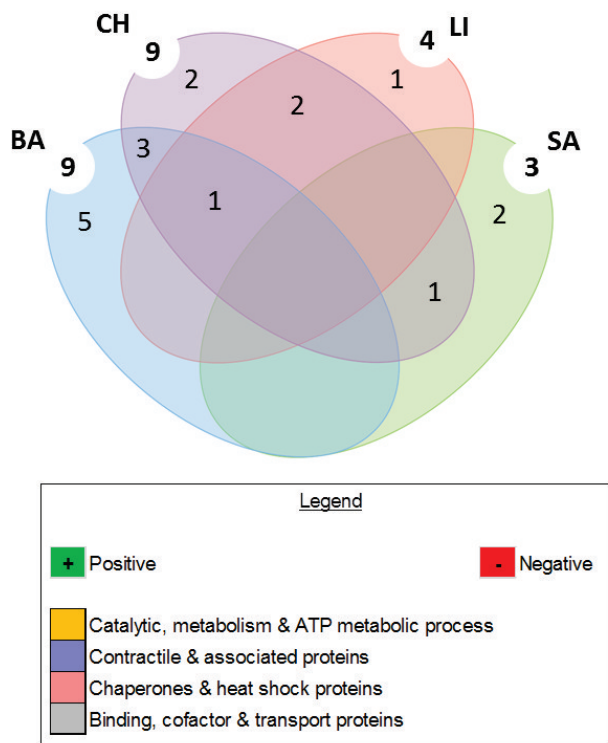 CH
9
4
LI
2
2
1
BA
9
3
SA
3
5
1
2
1
Legend
+ Positive
- Negative
Catalytic, metabolism & ATP metabolic process
Contractile & associated proteins
Chaperones & heat shock proteins
Binding, cofactor & transport proteins